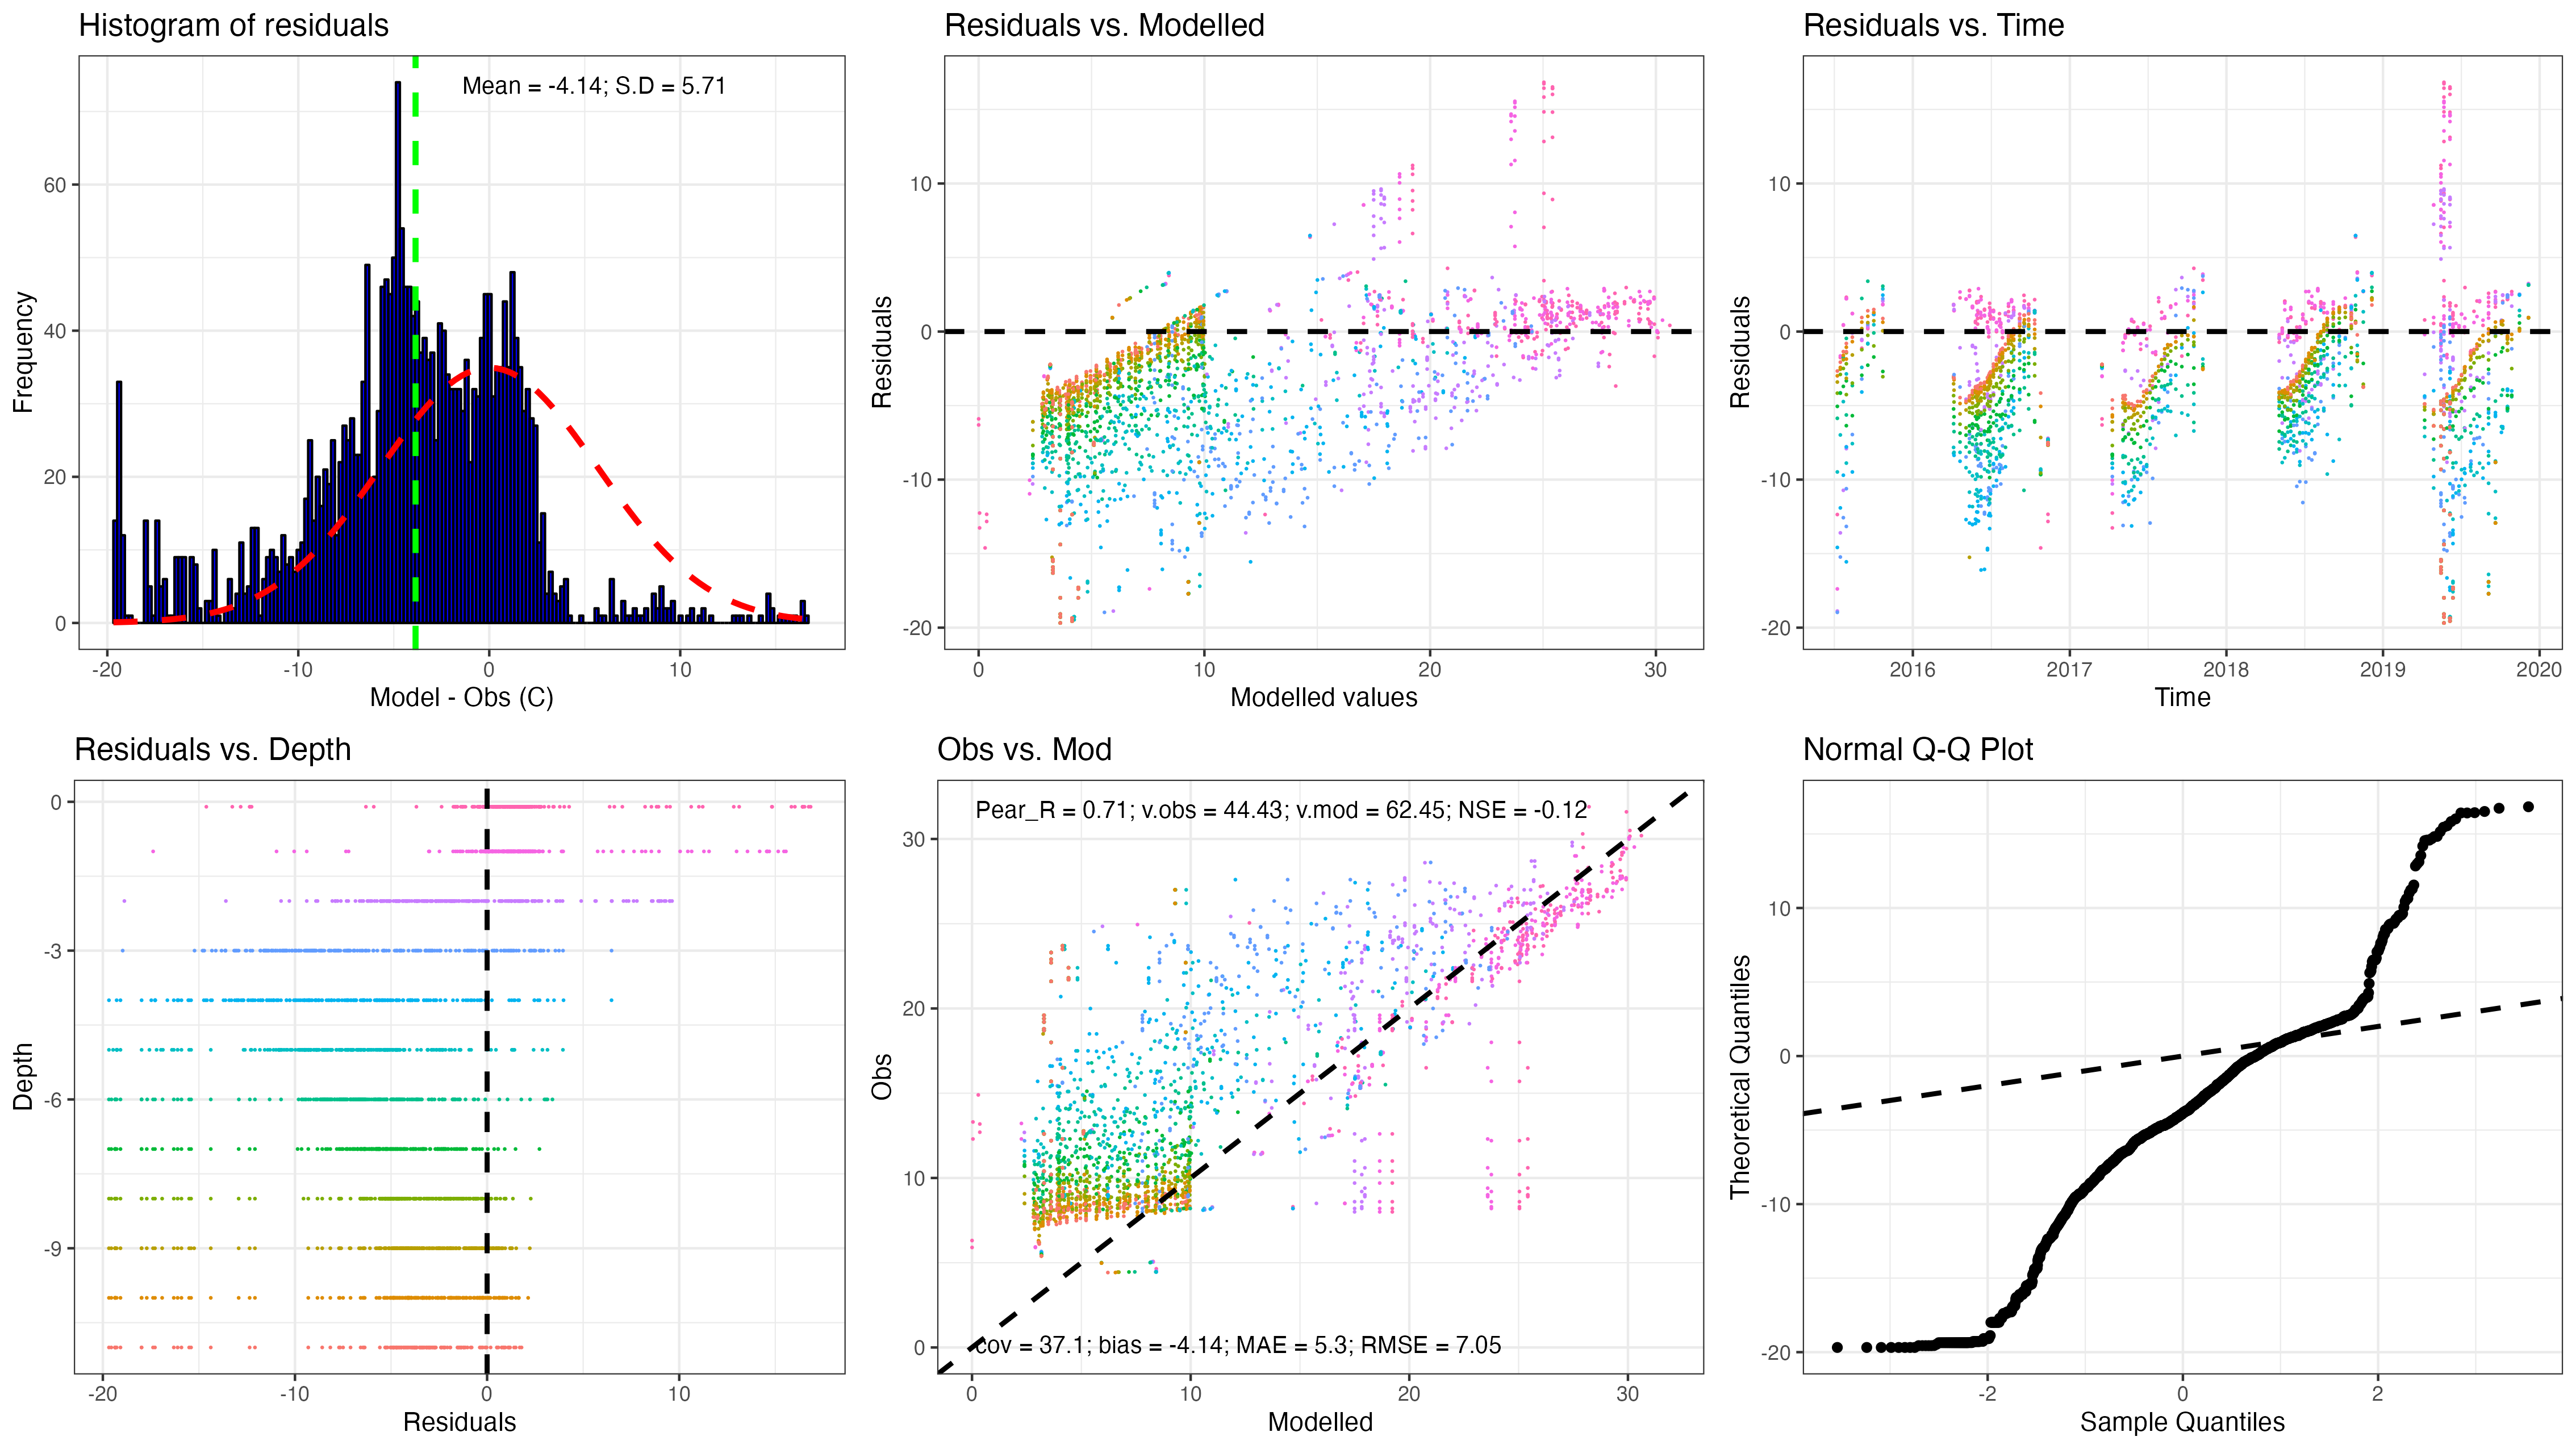 Histogram of residuals
Mean = -4.14; S.D = 5.71
Frequency
60
40
20
0
-20
-10
0
10
Model - Obs (C)
Residuals vs. Modelled
Residuals
10
0
-10
-20
0
10
20
30
Modelled values
Residuals vs. Time
Residuals
10
0
-10
-20
2016
2017
2018
2019
2020
Time
Residuals vs. Depth
Depth
0
-3
-6
-9
-20
-10
0
10
Residuals
Obs vs. Mod
Pear_R = 0.71; v.obs = 44.43; v.mod = 62.45; NSE = -0.12
Obs
30
20
10
0
cov = 37.1; bias = -4.14; MAE = 5.3; RMSE = 7.05
0
10
20
30
Modelled
Normal Q-Q Plot
Theoretical Quantiles
10
0
-10
-20
-2
0
2
Sample Quantiles